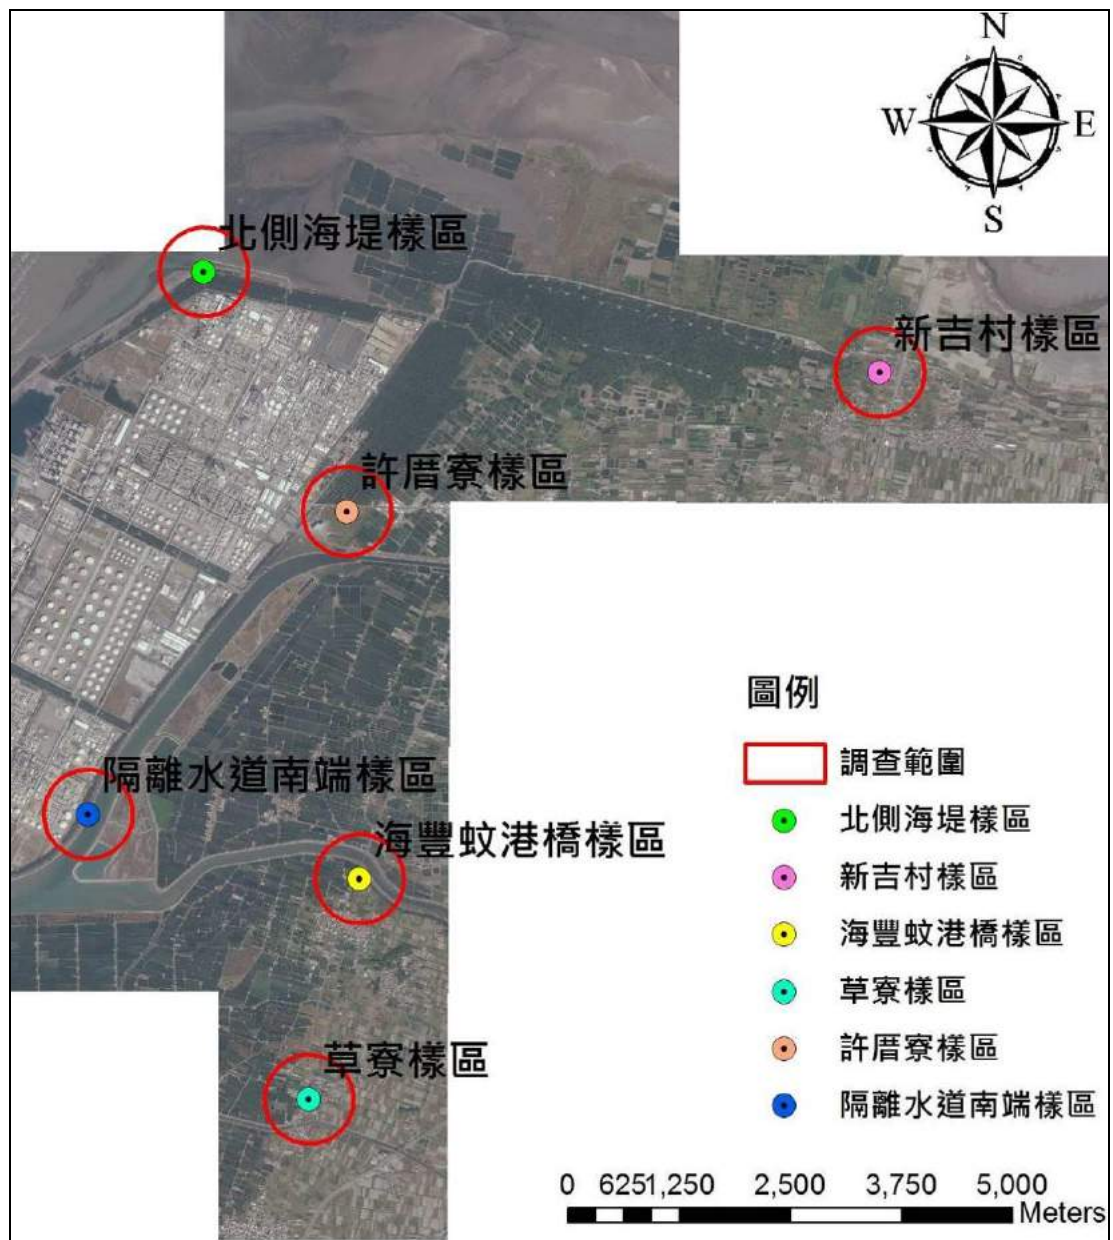 N
W
E
S
北側海堤樣區
新吉村樣區
許厝寮樣區
隔離水道南端樣區
海豐蚊港橋樣區
草寮樣區
圖例
調查範圍
北側海堤樣區
新吉村樣區
海豐蚊港橋樣區
草寮樣區
許厝寮樣區
隔離水道南端樣區
0 6251,250 2,500 3,750 5,000
Meters